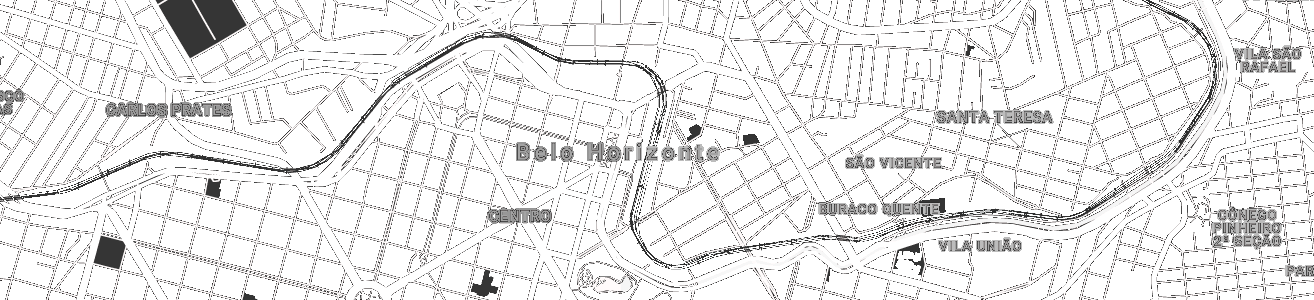 VILA SÃO
RAFAEL
CARLOS PRATES
SANTA TERESA
Belo Horizonte
SÃO VICENTE
BURACO QUENTE
CENTRO
CÔNEGO
PINHEIRO
2ª SEÇÃO
VILA UNIÃO